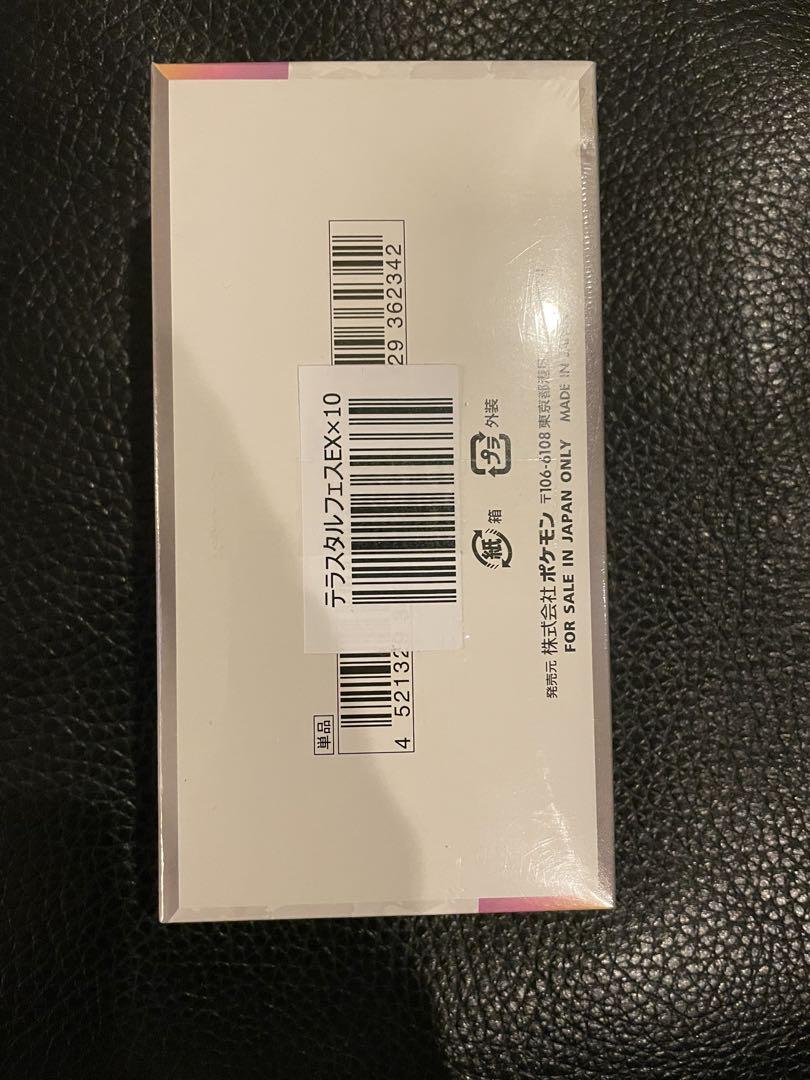 テラスタルフェスEX×10
単品
4 52132
29 362342
箱
紙
外装
プラ
発売元 株式会社 ポケモン 〒106-6108 東京都港区
FOR SALE IN JAPAN ONLY MADE IN